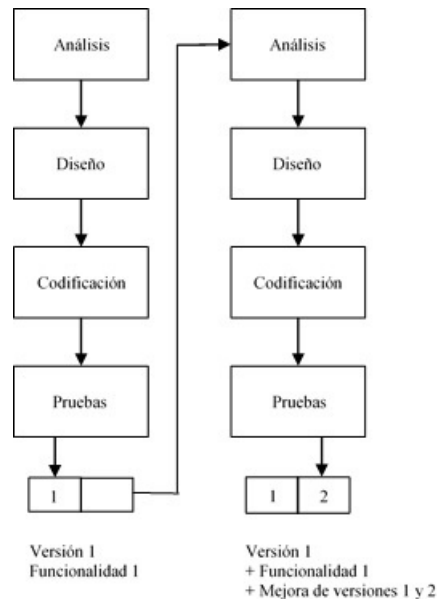 Análisis
Diseño
Codificación
Pruebas
1
Versión 1
Funcionalidad 1
Análisis
Diseño
Codificación
Pruebas
1 2
Versión 1
+ Funcionalidad 1
+ Mejora de versiones 1 y 2